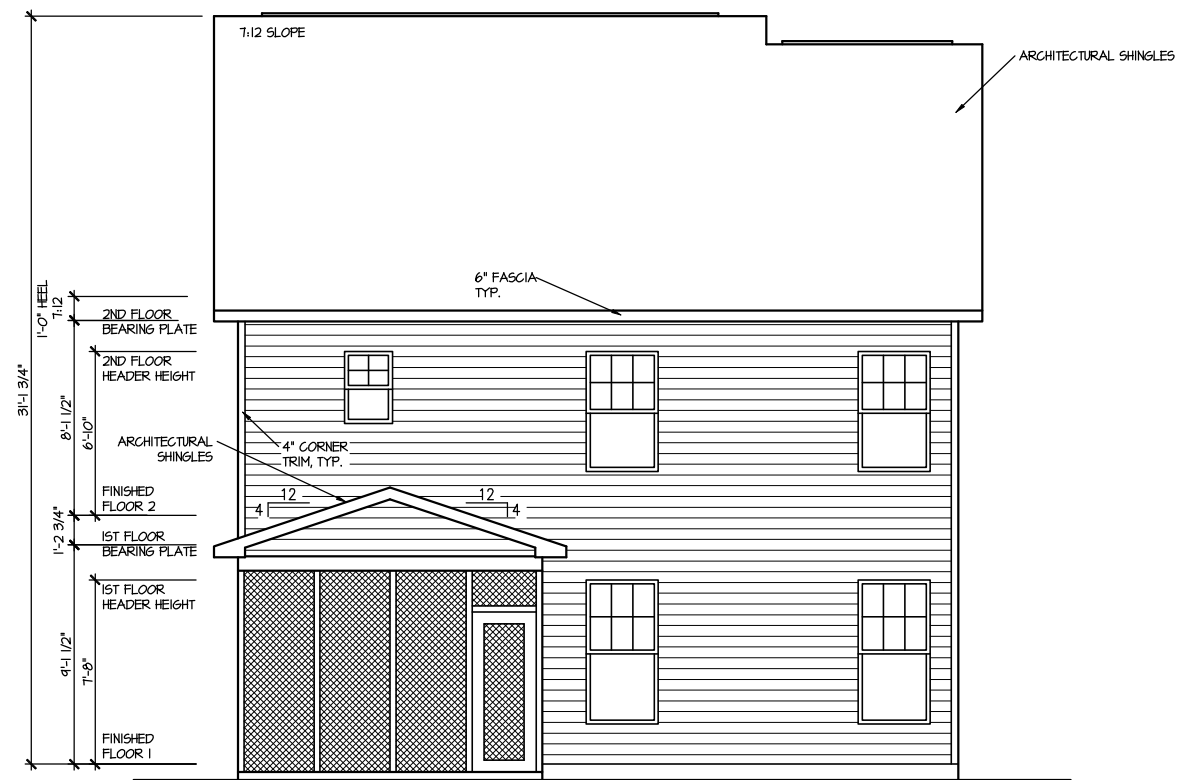 7:12 SLOPE
ARCHITECTURAL SHINGLES
6" FASCIA
TYP.
31'-1 3/4"
1'-0" HEEL
7:12
2ND FLOOR
BEARING PLATE
2ND FLOOR
HEADER HEIGHT
8'-1 1/2"
6'-10"
ARCHITECTURAL
SHINGLES
4" CORNER
TRIM, TYP.
FINISHED
FLOOR 2
12
4
12
4
1'-2 3/4"
1ST FLOOR
BEARING PLATE
1ST FLOOR
HEADER HEIGHT
9'-1 1/2"
7'-8"
FINISHED
FLOOR 1